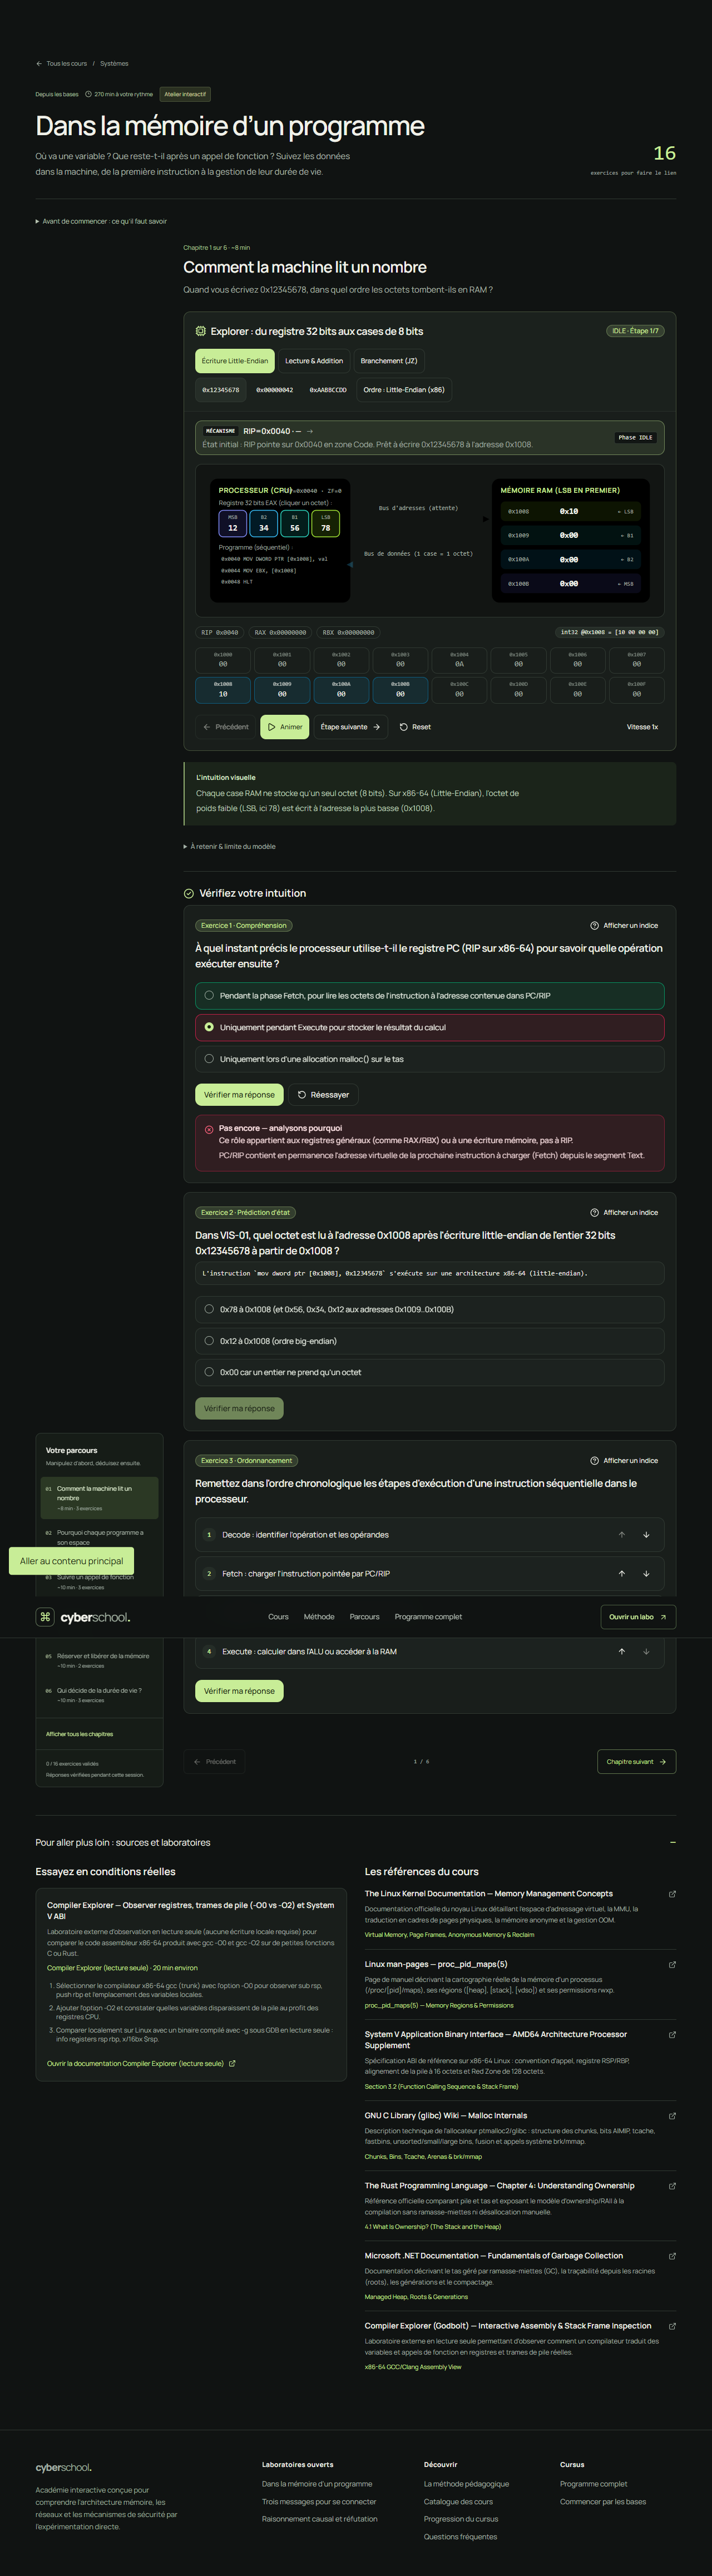 ← Tous les cours / Systèmes
Depuis les bases 270 min à votre rythme Atelier interactif
Dans la mémoire d’un programme
Où va une variable ? Que reste-t-il après un appel de fonction ? Suivez les données
dans la machine, de la première instruction à la gestion de leur durée de vie.
16
exercices pour faire le lien
▶ Avant de commencer : ce qu'il faut savoir
Chapitre 1 sur 6 · ~8 min
Comment la machine lit un nombre
Quand vous écrivez 0x12345678, dans quel ordre les octets tombent-ils en RAM ?
Explorer : du registre 32 bits aux cases de 8 bits
IDLE · Étape 1/7
Écriture Little-Endian
Lecture & Addition
Branchement (JZ)
0x12345678
0x00000042
0xAABBCCDD
Ordre : Little-Endian (x86)
MÉCANISME RIP=0x0040 · — →
État initial : RIP pointe sur 0x0040 en zone Code. Prêt à écrire 0x12345678 à l'adresse 0x1008.
Phase IDLE
PROCESSEUR (CPU)
=0x0040 · ZF=0
Registre 32 bits EAX (cliquer un octet) :
MSB B2 B1 LSB
12 34 56 78
Programme (séquentiel) :
0x0040 MOV DWORD PTR [0x1008], val
0x0044 MOV EBX, [0x1008]
0x0048 HLT
Bus d'adresses (attente)
Bus de données (1 case = 1 octet)
MÉMOIRE RAM (LSB EN PREMIER)
0x1008 0x10 ← LSB
0x1009 0x00 ← B1
0x100A 0x00 ← B2
0x100B 0x00 ← MSB
RIP 0x0040
RAX 0x00000000
RBX 0x00000000
int32 @0x1008 = [10 00 00 00]
0x1000 0x1001 0x1002 0x1003 0x1004 0x1005 0x1006 0x1007
00 00 00 00 0A 00 00 00
0x1008 0x1009 0x100A 0x100B 0x100C 0x100D 0x100E 0x100F
10 00 00 00 00 00 00 00
← Précédent
Animer
Étape suivante →
Reset
Vitesse 1x
L'intuition visuelle
Chaque case RAM ne stocke qu'un seul octet (8 bits). Sur x86-64 (Little-Endian), l'octet de
poids faible (LSB, ici 78) est écrit à l'adresse la plus basse (0x1008).
▶ À retenir & limite du modèle
Vérifiez votre intuition
Exercice 1 · Compréhension
Afficher un indice
À quel instant précis le processeur utilise-t-il le registre PC (RIP sur x86-64) pour savoir quelle opération
exécuter ensuite ?
Pendant la phase Fetch, pour lire les octets de l'instruction à l'adresse contenue dans PC/RIP
Uniquement pendant Execute pour stocker le résultat du calcul
Uniquement lors d'une allocation malloc() sur le tas
Vérifier ma réponse
Réessayer
Pas encore — analysons pourquoi
Ce rôle appartient aux registres généraux (comme RAX/RBX) ou à une écriture mémoire, pas à RIP.
PC/RIP contient en permanence l'adresse virtuelle de la prochaine instruction à charger (Fetch) depuis le segment Text.
Exercice 2 · Prédiction d'état
Afficher un indice
Dans VIS-01, quel octet est lu à l'adresse 0x1008 après l'écriture little-endian de l'entier 32 bits
0x12345678 à partir de 0x1008 ?
L'instruction `mov dword ptr [0x1008], 0x12345678` s'exécute sur une architecture x86-64 (little-endian).
0x78 à 0x1008 (et 0x56, 0x34, 0x12 aux adresses 0x1009..0x100B)
0x12 à 0x1008 (ordre big-endian)
0x00 car un entier ne prend qu'un octet
Vérifier ma réponse
Exercice 3 · Ordonnancement
Afficher un indice
Remettez dans l'ordre chronologique les étapes d'exécution d'une instruction séquentielle dans le
processeur.
1 Decode : identifier l'opération et les opérandes ↑ ↓
2 Fetch : charger l'instruction pointée par PC/RIP ↑ ↓
4 Execute : calculer dans l'ALU ou accéder à la RAM ↑ ↓
Vérifier ma réponse
Votre parcours
Manipulez d'abord, déduisez ensuite.
01 Comment la machine lit un
nombre
~8 min · 3 exercices
02 Pourquoi chaque programme a
son espace
Aller au contenu principal
03 Suivre un appel de fonction
~10 min · 3 exercices
⌘ cyberschool.
Cours
Méthode
Parcours
Programme complet
Ouvrir un labo
05 Réserver et libérer de la mémoire
~10 min · 2 exercices
06 Qui décide de la durée de vie ?
~10 min · 3 exercices
Afficher tous les chapitres
0 / 16 exercices validés
Réponses vérifiées pendant cette session.
← Précédent
1 / 6
Chapitre suivant →
Pour aller plus loin : sources et laboratoires −
Essayez en conditions réelles
Compiler Explorer — Observer registres, trames de pile (-O0 vs -O2) et System
V ABI
Laboratoire externe d'observation en lecture seule (aucune écriture locale requise) pour
comparer le code assembleur x86-64 produit avec gcc -O0 et gcc -O2 sur de petites fonctions
C ou Rust.
Compiler Explorer (lecture seule) · 20 min environ
1. Sélectionner le compilateur x86-64 gcc (trunk) avec l'option -O0 pour observer sub rsp,
push rbp et l'emplacement des variables locales.
2. Ajouter l'option -O2 et constater quelles variables disparaissent de la pile au profit des
registres CPU.
3. Comparer localement sur Linux avec un binaire compilé avec -g sous GDB en lecture seule :
info registers rsp rbp, x/16bx $rsp.
Ouvrir la documentation Compiler Explorer (lecture seule)
Les références du cours
The Linux Kernel Documentation — Memory Management Concepts
Documentation officielle du noyau Linux détaillant l'espace d'adressage virtuel, la MMU, la
traduction en cadres de pages physiques, la mémoire anonyme et la gestion OOM.
Virtual Memory, Page Frames, Anonymous Memory & Reclaim
Linux man-pages — proc_pid_maps(5)
Page de manuel décrivant la cartographie réelle de la mémoire d'un processus
(/proc/[pid]/maps), ses régions ([heap], [stack], [vdso]) et ses permissions rwxp.
proc_pid_maps(5) — Memory Regions & Permissions
System V Application Binary Interface — AMD64 Architecture Processor
Supplement
Spécification ABI de référence sur x86-64 Linux : convention d'appel, registre RSP/RBP,
alignement de la pile à 16 octets et Red Zone de 128 octets.
Section 3.2 (Function Calling Sequence & Stack Frame)
GNU C Library (glibc) Wiki — Malloc Internals
Description technique de l'allocateur ptmalloc2/glibc : structure des chunks, bits A|M|P, tcache,
fastbins, unsorted/small/large bins, fusion et appels système brk/mmap.
Chunks, Bins, Tcache, Arenas & brk/mmap
The Rust Programming Language — Chapter 4: Understanding Ownership
Référence officielle comparant pile et tas et exposant le modèle d'ownership/RAII à la
compilation sans ramasse-miettes ni désallocation manuelle.
4.1 What Is Ownership? (The Stack and the Heap)
Microsoft .NET Documentation — Fundamentals of Garbage Collection
Documentation décrivant le tas géré par ramasse-miettes (GC), la traçabilité depuis les racines
(roots), les générations et le compactage.
Managed Heap, Roots & Generations
Compiler Explorer (Godbolt) — Interactive Assembly & Stack Frame Inspection
Laboratoire externe en lecture seule permettant d'observer comment un compilateur traduit des
variables et appels de fonction en registres et trames de pile réelles.
x86-64 GCC/Clang Assembly View
cyberschool.
Académie interactive conçue pour
comprendre l'architecture mémoire, les
réseaux et les mécanismes de sécurité par
l'expérimentation directe.
Laboratoires ouverts
Dans la mémoire d'un programme
Trois messages pour se connecter
Raisonnement causal et réfutation
Découvrir
La méthode pédagogique
Catalogue des cours
Progression du cursus
Questions fréquentes
Cursus
Programme complet
Commencer par les bases